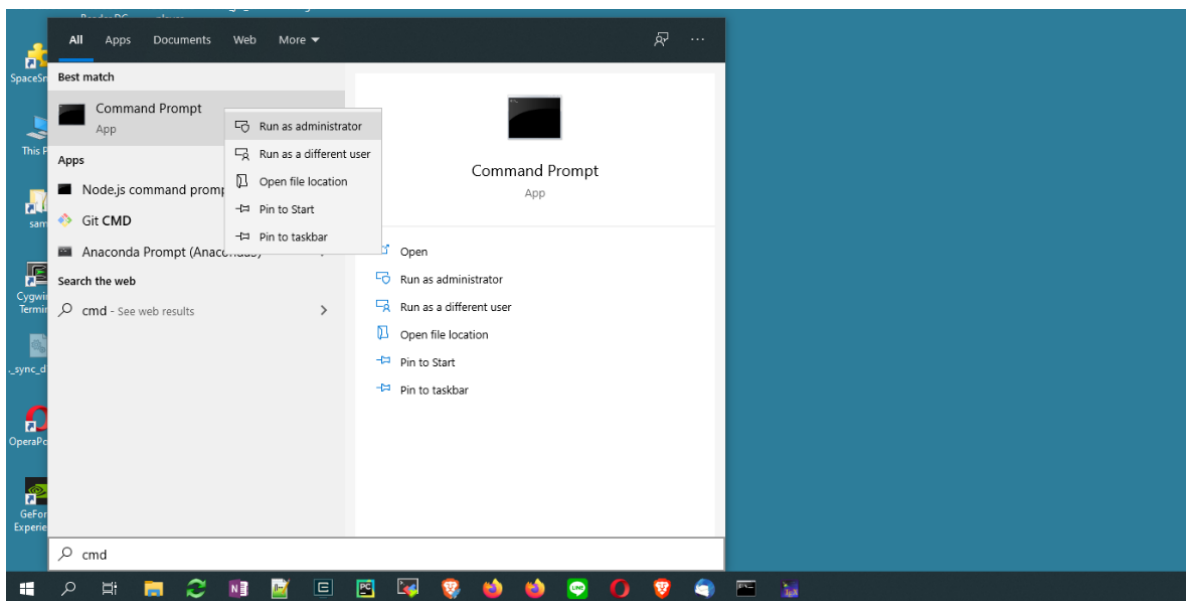 All Apps Documents Web More
Best match
Command Prompt
App
Run as administrator
Run as a different user
Open file location
Pin to Start
Pin to taskbar
Apps
Node.js command
Git CMD
Anaconda Prompt
Search the web
cmd - See web results
Command Prompt
App
Open
Run as administrator
Run as a different user
Open file location
Pin to Start
Pin to taskbar
cmd
This
Cygwi
Termin
_sync_d
OperaPo
GeFor
Experie